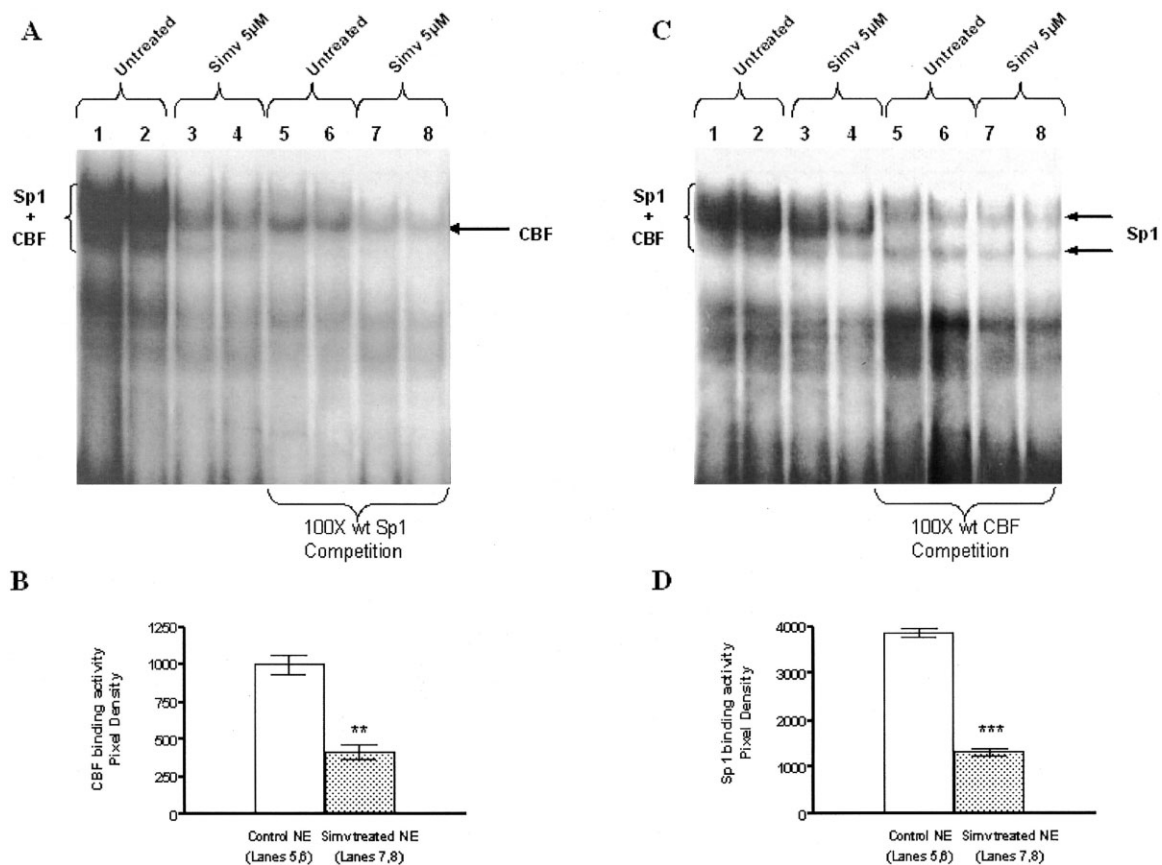 A
Untreated
Simv 5µM
Untreated
Simv 5µM
1 2 3 4 5 6 7 8
Sp1
+
CBF
CBF
100X wt Sp1
Competition
C
Untreated
Simv 5µM
Untreated
Simv 5µM
1 2 3 4 5 6 7 8
Sp1
+
CBF
Sp1
100X wt CBF
Competition
B
CBF binding activity
Pixel Density
1250
1000
750
500
250
0
**
Control NE
(Lanes 5,6)
Simv treated NE
(Lanes 7,8)
D
Sp1 binding activity
Pixel Density
4000
3000
2000
1000
0
***
Control NE
(Lanes 5,6)
Simv treated NE
(Lanes 7,8)